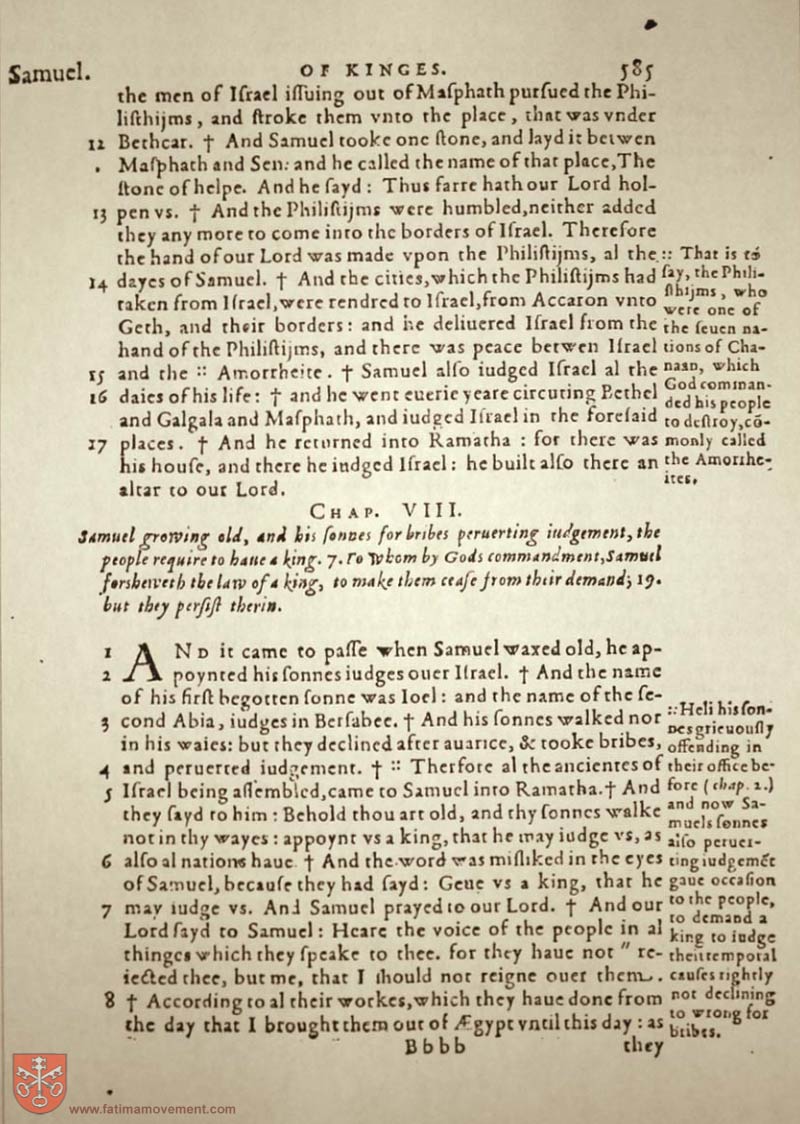 Samuel. OF KINGES. 585
the men of Iſrael iſſuing out of Maſphath purſued the Phi-
liſthijms, and ſtroke them vnto the place, that was vnder
12 Bethcar. † And Samuel tooke one ſtone, and layd it betwen
Maſphath and Sen: and he called the name of that place, The
ſtone of helpe. And he ſayd: Thus farre hath our Lord hol-
13 pen vs. † And the Philiſtijms were humbled, neither added
they any more to come into the borders of Iſrael. Therefore
the hand of our Lord was made vpon the Philiſtijms, al the
14 dayes of Samuel. † And the cities, which the Philiſtijms had
taken from Iſrael, were rendred to Iſrael, from Accaron vnto
Geth, and their borders: and he deliuered Iſrael from the
hand of the Philiſtijms, and there was peace betwen Iſrael
15 and the :: Amorrheite. † Samuel alſo iudged Iſrael al the
16 daies of his life: † and he went euerie yeare circuting Bethel
and Galgala and Maſphath, and iudged Iſrael in the foreſaid
17 places. † And he returned into Ramatha: for there was
his houſe, and there he iudged Iſrael: he built alſo there an
altar to our Lord.
:: That is to
ſay, the Phili-
ſthijms, who
were one of
the ſeuen na-
tions of Cha-
naan, which
God comman-
ded his people
to deſtroy, cō-
monly called
the Amorrhe-
ites.
CHAP. VIII.
Samuel growing old, and his ſonnes for bribes peruerting iudgement, the
people require to haue a king. 7. To whom by Gods commandment, Samuel
forsheweth the law of a king, to make them ceaſe from their demand; 19.
but they perſiſt therin.
1 AND it came to paſſe when Samuel waxed old, he ap-
2 poynted his ſonnes iudges ouer Iſrael. † And the name
of his firſt begotten ſonne was Ioel: and the name of the ſe-
3 cond Abia, iudges in Berſabee. † And his ſonnes walked not
in his waies: but they declined after auarice, & tooke bribes,
4 and peruerted iudgement. † :: Therfore al the ancientes of
5 Iſrael being aſſembled, came to Samuel into Ramatha. † And
they ſayd to him: Behold thou art old, and thy ſonnes walke
not in thy wayes: appoynt vs a king, that he may iudge vs, as
6 alſo al nations haue. † And the word was miſliked in the eyes
of Samuel, becauſe they had ſayd: Geue vs a king, that he
7 may iudge vs. And Samuel prayed to our Lord. † And our
Lord ſayd to Samuel: Heare the voice of the people in al
thinges which they ſpeake to thee. for they haue not " re-
iected thee, but me, that I should not reigne ouer them.
8 † According to al their workes, which they haue done from
the day that I brought them out of Ægypt vntil this day: as
:: Heli his ſon-
nes grieuouſly
offending in
their office be-
fore (chap. 2.)
and now Sa-
muels ſonnes
alſo peruer-
ting iudgemēt
gaue occaſion
to the people,
to demand a
king to iudge
their temporal
cauſes rightly
not declining
to wrong for
bribes.
Bbbb they
www.fatimamovement.com